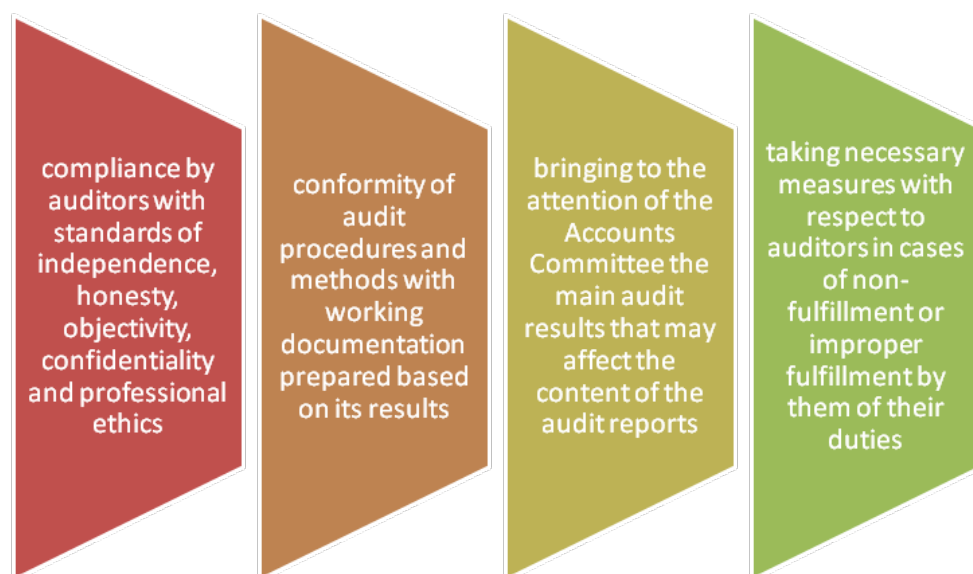 compliance by
auditors with
standards of
independence,
honesty,
objectivity,
confidentiality
and professional
ethics
conformity of
audit
procedures and
methods with
working
documentation
prepared based
on its results
bringing to the
attention of the
Accounts
Committee the
main audit
results that may
affect the
content of the
audit reports
taking necessary
measures with
respect to
auditors in cases
of non-
fulfillment or
improper
fulfillment by
them of their
duties